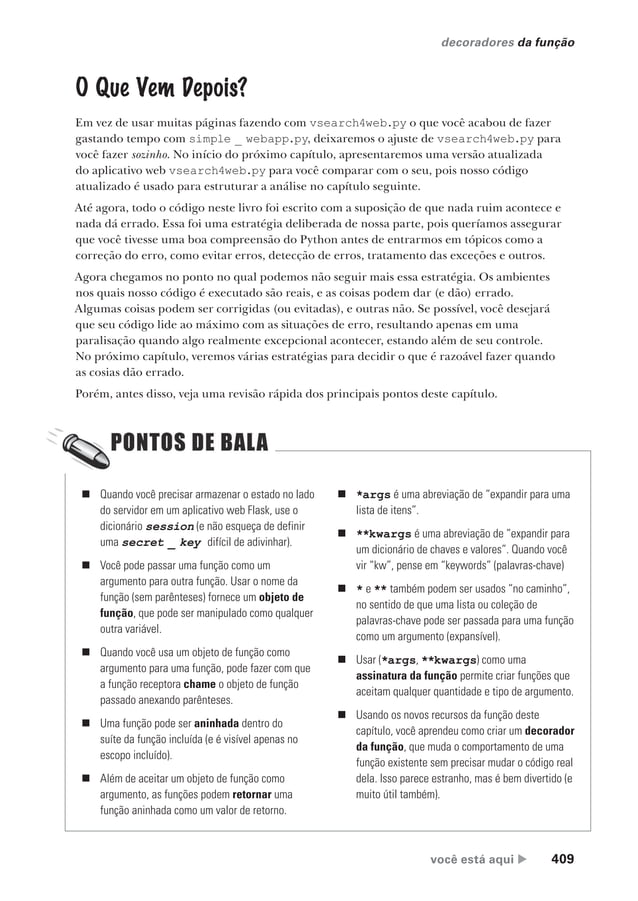 decoradores da função
O Que Vem Depois?
Em vez de usar muitas páginas fazendo com vsearch4web.py o que você acabou de fazer
gastando tempo com simple _ webapp.py, deixaremos o ajuste de vsearch4web.py para
você fazer sozinho. No início do próximo capítulo, apresentaremos uma versão atualizada
do aplicativo web vsearch4web.py para você comparar com o seu, pois nosso código
atualizado é usado para estruturar a análise no capítulo seguinte.
Até agora, todo o código neste livro foi escrito com a suposição de que nada ruim acontece e
nada dá errado. Essa foi uma estratégia deliberada de nossa parte, pois queríamos assegurar
que você tivesse uma boa compreensão do Python antes de entrarmos em tópicos como a
correção do erro, como evitar erros, detecção de erros, tratamento das exceções e outros.
Agora chegamos no ponto no qual podemos não seguir mais essa estratégia. Os ambientes
nos quais nosso código é executado são reais, e as coisas podem dar (e dão) errado.
Algumas coisas podem ser corrigidas (ou evitadas), e outras não. Se possível, você desejará
que seu código lide ao máximo com as situações de erro, resultando apenas em uma
paralisação quando algo realmente excepcional acontecer, estando além de seu controle.
No próximo capítulo, veremos várias estratégias para decidir o que é razoável fazer quando
as cosias dão errado.
Porém, antes disso, veja uma revisão rápida dos principais pontos deste capítulo.
PONTOS DE BALA
■ Quando você precisar armazenar o estado no lado
do servidor em um aplicativo web Flask, use o
dicionário session (e não esqueça de definir
uma secret _ key difícil de adivinhar).
■ Você pode passar uma função como um
argumento para outra função. Usar o nome da
função (sem parênteses) fornece um objeto de
função, que pode ser manipulado como qualquer
outra variável.
■ Quando você usa um objeto de função como
argumento para uma função, pode fazer com que
a função receptora chame o objeto de função
passado anexando parênteses.
■ Uma função pode ser aninhada dentro do
suíte da função incluída (e é visível apenas no
escopo incluído).
■ Além de aceitar um objeto de função como
argumento, as funções podem retornar uma
função aninhada como um valor de retorno.
■ *args é uma abreviação de “expandir para uma
lista de itens”.
■ **kwargs é uma abreviação de “expandir para
um dicionário de chaves e valores”. Quando você
vir “kw”, pense em “keywords” (palavras-chave)
■ * e ** também podem ser usados “no caminho”,
no sentido de que uma lista ou coleção de
palavras-chave pode ser passada para uma função
como um argumento (expansível).
■ Usar (*args, **kwargs) como uma
assinatura da função permite criar funções que
aceitam qualquer quantidade e tipo de argumento.
■ Usando os novos recursos da função deste
capítulo, você aprendeu como criar um decorador
da função, que muda o comportamento de uma
função existente sem precisar mudar o código real
dela. Isso parece estranho, mas é bem divertido (e
muito útil também).
você está aqui ▶ 409